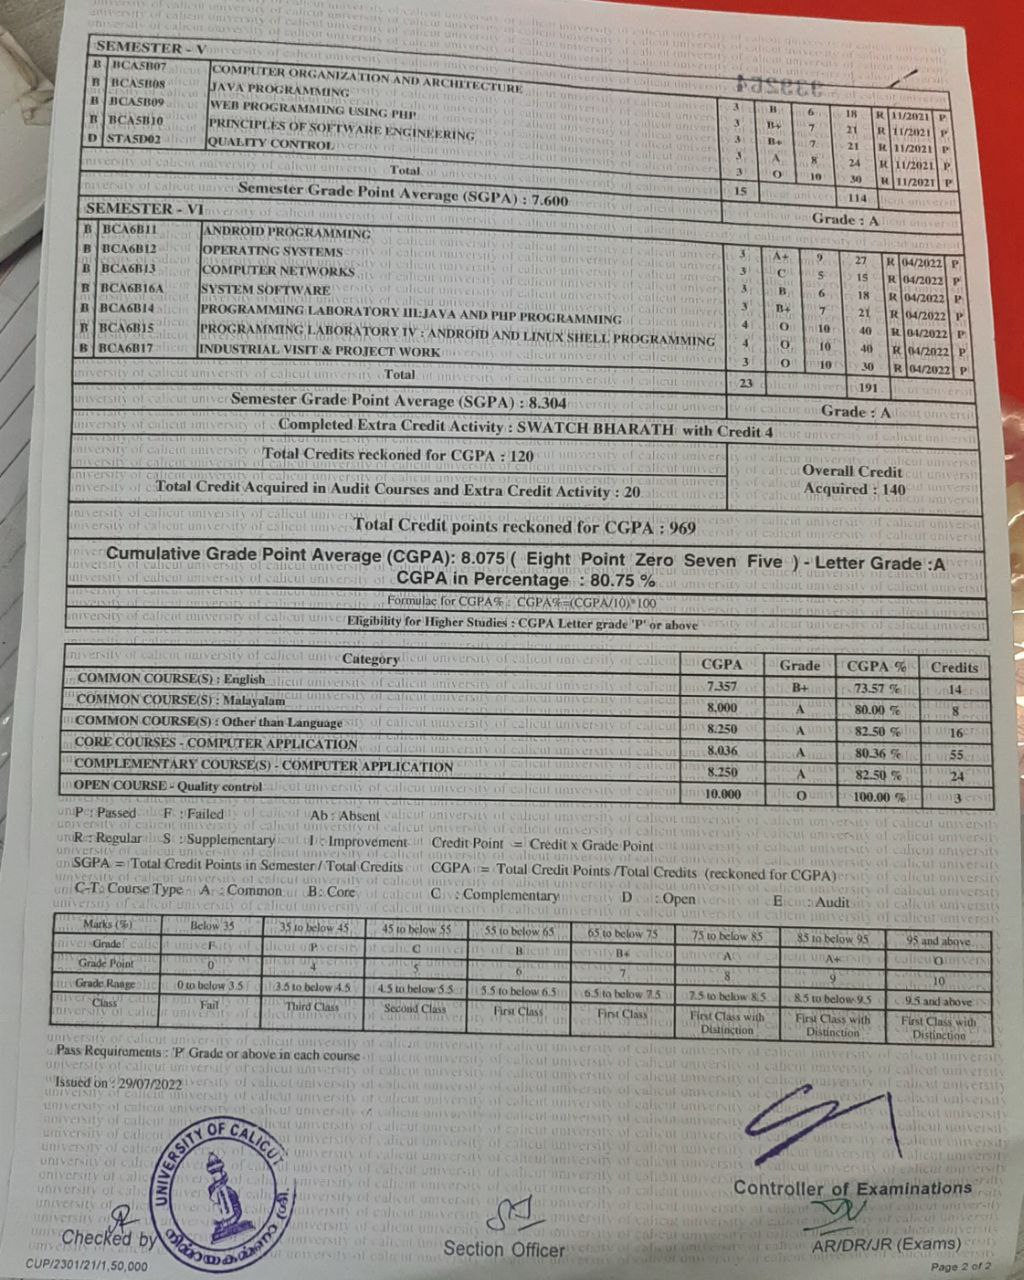 SEMESTER - V
B BCA5B07 COMPUTER ORGANIZATION AND ARCHITECTURE 3 B 6 18 R 11/2021 P
B BCA5B08 JAVA PROGRAMMING 3 B+ 7 21 R 11/2021 P
B BCA5B09 WEB PROGRAMMING USING PHP 3 B+ 7 21 R 11/2021 P
B BCA5B10 PRINCIPLES OF SOFTWARE ENGINEERING 3 A 8 24 R 11/2021 P
D STA5D02 QUALITY CONTROL 3 O 10 30 R 11/2021 P
Total 15 114
Semester Grade Point Average (SGPA) : 7.600 Grade : A
SEMESTER - VI
B BCA6B11 ANDROID PROGRAMMING 3 A+ 9 27 R 04/2022 P
B BCA6B12 OPERATING SYSTEMS 3 C 5 15 R 04/2022 P
B BCA6B13 COMPUTER NETWORKS 3 B 6 18 R 04/2022 P
B BCA6B16A SYSTEM SOFTWARE 3 B+ 7 21 R 04/2022 P
B BCA6B14 PROGRAMMING LABORATORY III:JAVA AND PHP PROGRAMMING 4 O 10 40 R 04/2022 P
B BCA6B15 PROGRAMMING LABORATORY IV : ANDROID AND LINUX SHELL PROGRAMMING 4 O 10 40 R 04/2022 P
B BCA6B17 INDUSTRIAL VISIT & PROJECT WORK 3 O 10 30 R 04/2022 P
Total 23 191
Semester Grade Point Average (SGPA) : 8.304 Grade : A
Completed Extra Credit Activity : SWATCH BHARATH with Credit 4
Total Credits reckoned for CGPA : 120
Total Credit Acquired in Audit Courses and Extra Credit Activity : 20
Overall Credit
Acquired : 140
Total Credit points reckoned for CGPA : 969
Cumulative Grade Point Average (CGPA): 8.075 ( Eight Point Zero Seven Five ) - Letter Grade :A
CGPA in Percentage : 80.75 %
Formulae for CGPA% : CGPA%=(CGPA/10)*100
Eligibility for Higher Studies : CGPA Letter grade 'P' or above
Category CGPA Grade CGPA % Credits
COMMON COURSE(S) : English 7.357 B+ 73.57 % 14
COMMON COURSE(S) : Malayalam 8.000 A 80.00 % 8
COMMON COURSE(S) : Other than Language 8.250 A 82.50 % 16
CORE COURSES - COMPUTER APPLICATION 8.036 A 80.36 % 55
COMPLEMENTARY COURSE(S) - COMPUTER APPLICATION 8.250 A 82.50 % 24
OPEN COURSE - Quality control 10.000 O 100.00 % 3
P : Passed F : Failed Ab : Absent
R : Regular S : Supplementary I : Improvement Credit Point = Credit x Grade Point
SGPA = Total Credit Points in Semester / Total Credits CGPA = Total Credit Points /Total Credits (reckoned for CGPA)
C-T: Course Type A : Common B : Core C : Complementary D : Open E : Audit
Marks (%) Below 35 35 to below 45 45 to below 55 55 to below 65 65 to below 75 75 to below 85 85 to below 95 95 and above
Grade F P C B B+ A A+ O
Grade Point 0 4 5 6 7 8 9 10
Grade Range 0 to below 3.5 3.5 to below 4.5 4.5 to below 5.5 5.5 to below 6.5 6.5 to below 7.5 7.5 to below 8.5 8.5 to below 9.5 9.5 and above
Class Fail Third Class Second Class First Class First Class First Class with Distinction First Class with Distinction First Class with Distinction
Pass Requirements : 'P' Grade or above in each course
Issued on : 29/07/2022
UNIVERSITY OF CALICUT
Controller of Examinations
Checked by
Section Officer
AR/DR/JR (Exams)
CUP/2301/21/1,50,000
Page 2 of 2